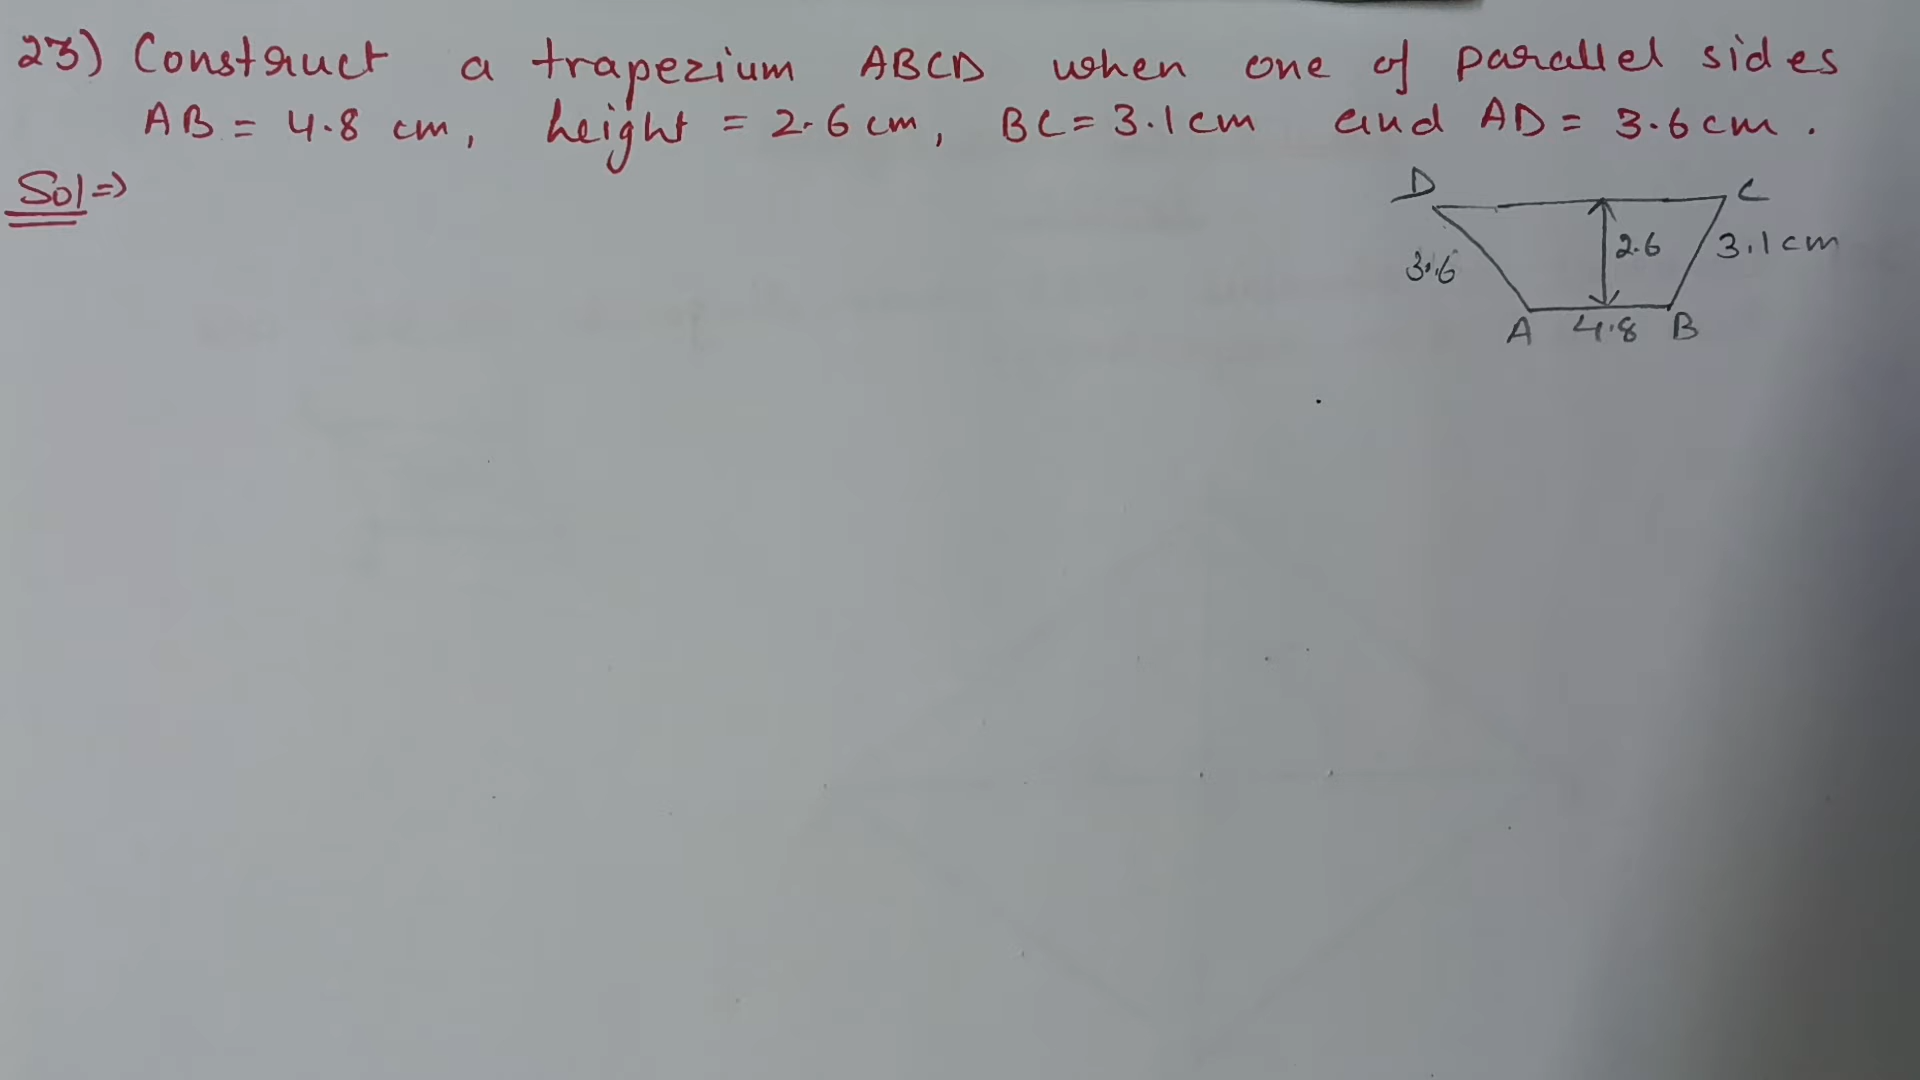 23) Construct a trapezium ABCD when one of parallel sides
AB = 4.8 cm, height = 2.6 cm, BC = 3.1 cm and AD = 3.6 cm.
Sol ⇒
D C
3.6 2.6 3.1 cm
A 4.8 B